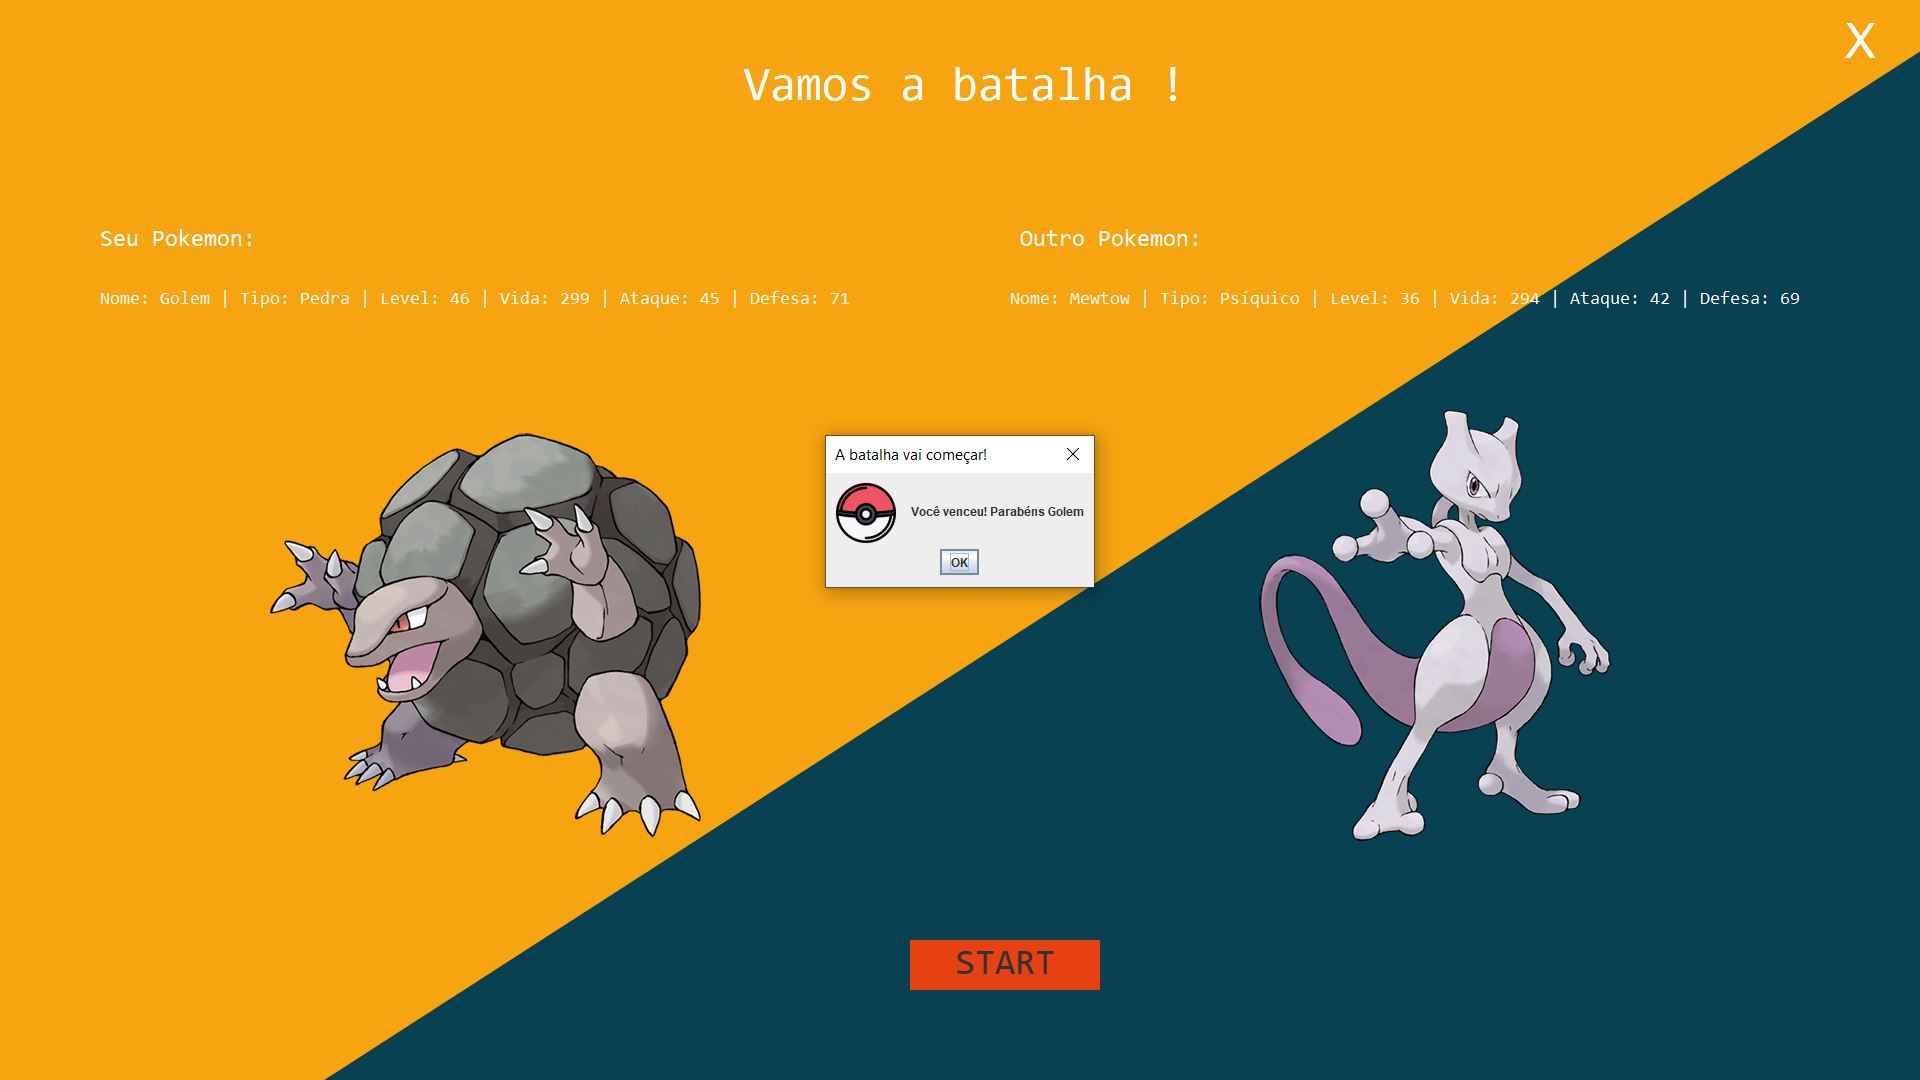 X
Vamos a batalha !
Seu Pokemon:
Outro Pokemon:
Nome: Golem | Tipo: Pedra | Level: 46 | Vida: 299 | Ataque: 45 | Defesa: 71
Nome: Mewtow | Tipo: Psíquico | Level: 36 | Vida: 294 | Ataque: 42 | Defesa: 69
A batalha vai começar!
Você venceu! Parabéns Golem
OK
START